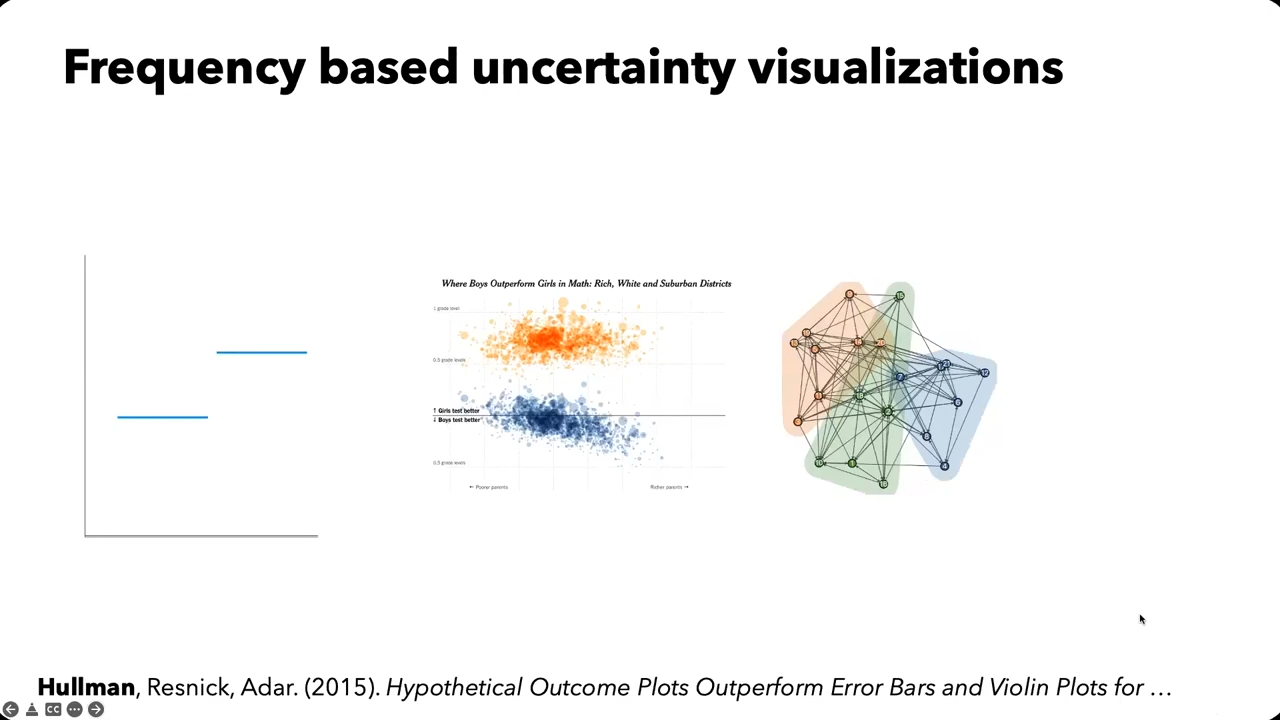 Frequency based uncertainty visualizations
Where Boys Outperform Girls in Math: Rich, White and Suburban Districts
1 grade level
0.5 grade levels
↑ Girls test better
↓ Boys test better
0.5 grade levels
← Poorer parents
Richer parents →
Hullman, Resnick, Adar. (2015). Hypothetical Outcome Plots Outperform Error Bars and Violin Plots for …
CC